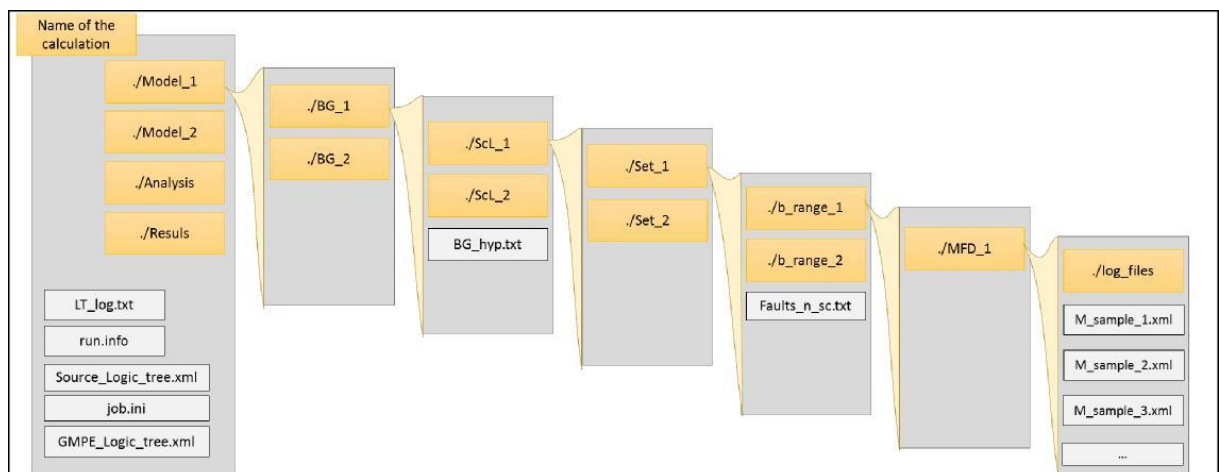 Name of the
calculation
./Model_1
./Model_2
./Analysis
./Resuls
LT_log.txt
run.info
Source_Logic_tree.xml
job.ini
GMPE_Logic_tree.xml
./BG_1
./BG_2
./ScL_1
./ScL_2
BG_hyp.txt
./Set_1
./Set_2
./b_range_1
./b_range_2
Faults_n_sc.txt
./MFD_1
./log_files
M_sample_1.xml
M_sample_2.xml
M_sample_3.xml
...